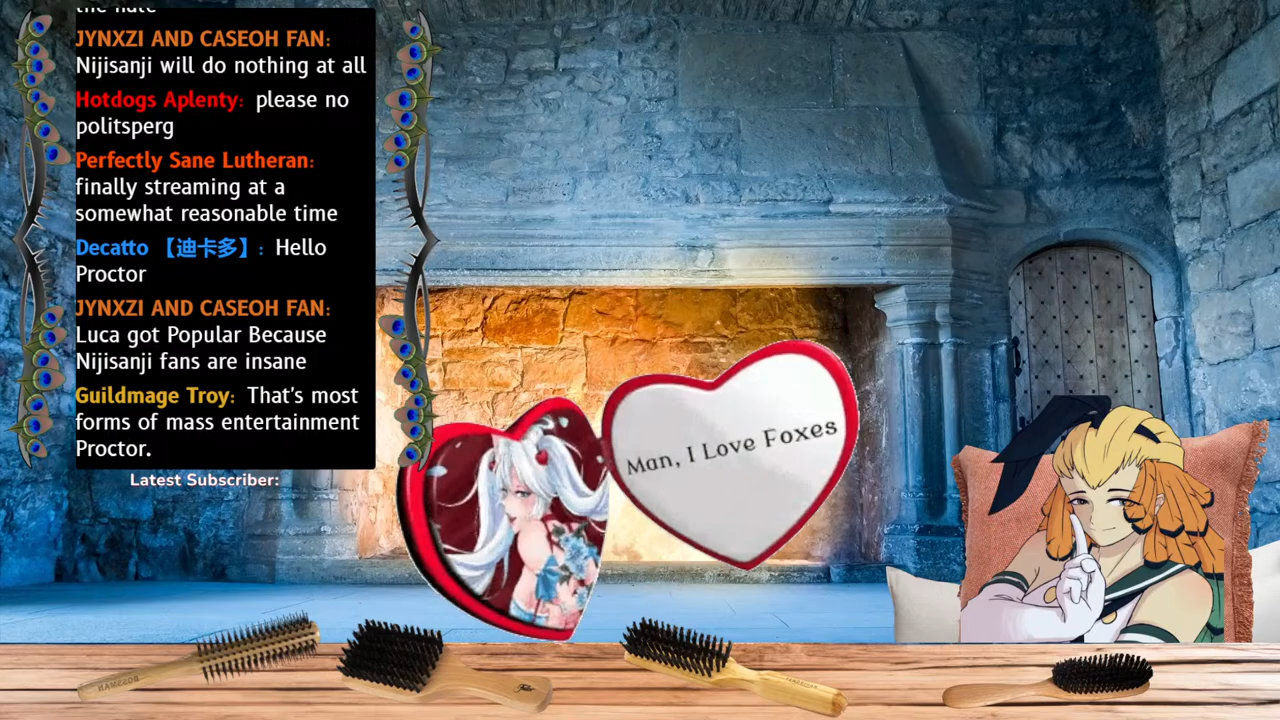 the hate
JYNXZI AND CASEOH FAN:
Nijisanji will do nothing at all
Hotdogs Aplenty: please no
politsperg
Perfectly Sane Lutheran:
finally streaming at a
somewhat reasonable time
Decatto 【迪卡多】: Hello
Proctor
JYNXZI AND CASEOH FAN:
Luca got Popular Because
Nijisanji fans are insane
Guildmage Troy: That's most
forms of mass entertainment
Proctor.
Latest Subscriber:
Man, I Love Foxes